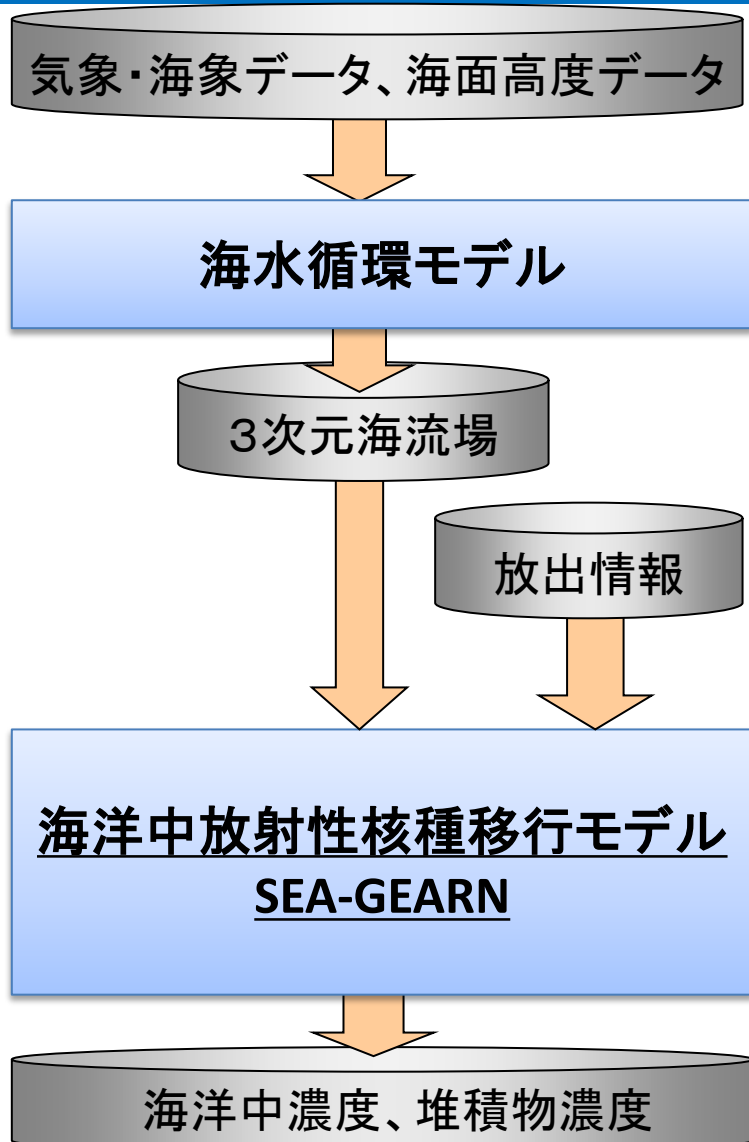 気象・海象データ、海面高度データ
海水循環モデル
３次元海流場
放出情報
海洋中放射性核種移行モデル
SEA-GEARN
海洋中濃度、堆積物濃度